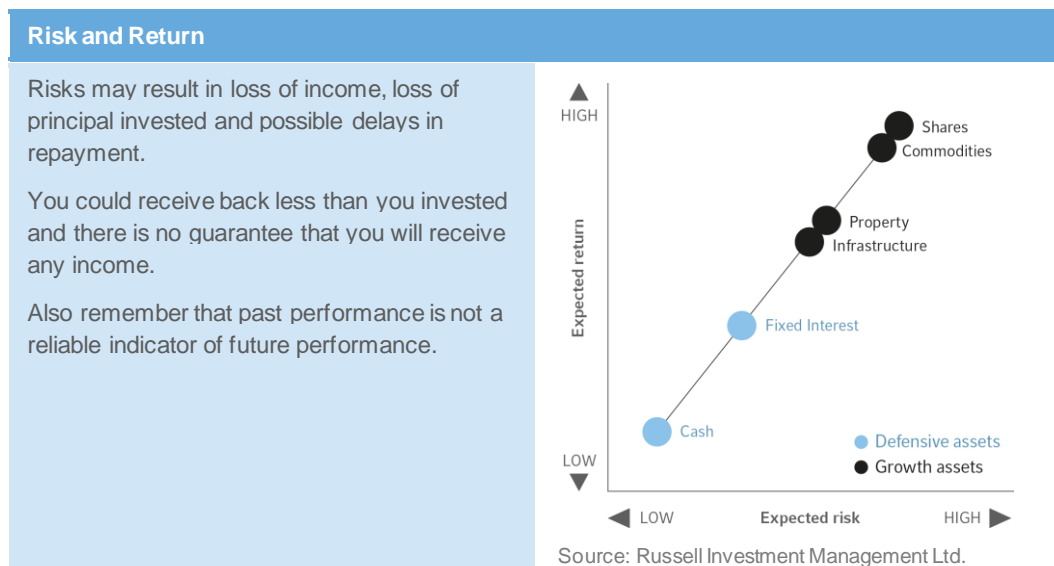 Risk and Return
Risks may result in loss of income, loss of
principal invested and possible delays in
repayment.
You could receive back less than you invested
and there is no guarantee that you will receive
any income.
Also remember that past performance is not a
reliable indicator of future performance.
HIGH
Expected return
LOW
Shares
Commodities
Property
Infrastructure
Fixed Interest
Cash
Defensive assets
Growth assets
LOW
Expected risk
HIGH
Source: Russell Investment Management Ltd.